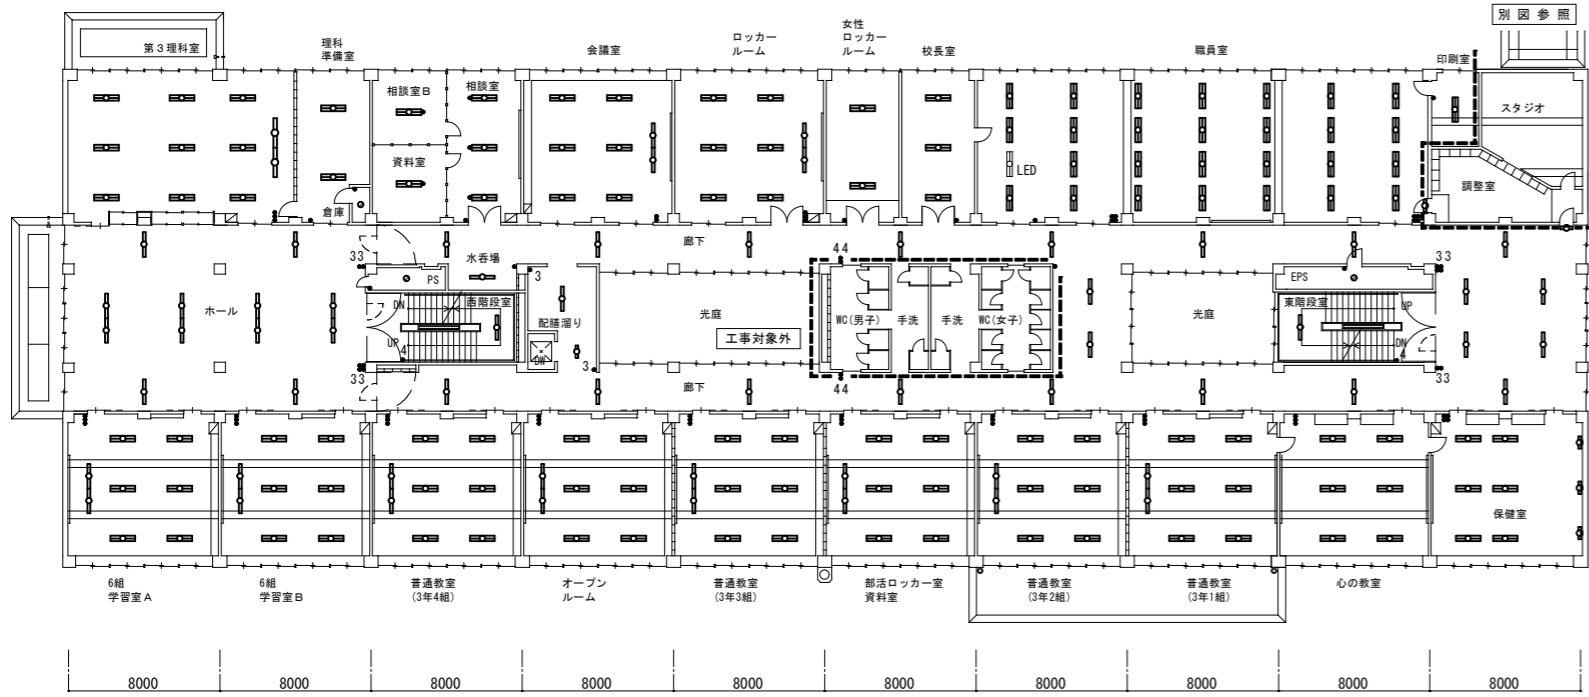 別図参照
第3理科室
理科
準備室
会議室
ロッカー
ルーム
女性
ロッカー
ルーム
校長室
職員室
印刷室
相談室B
相談室
スタジオ
資料室
LED
調整室
倉庫
33
水呑場
廊下
44
33
PS
3
EPS
ホール
DN
西階段室
配膳溜り
光庭
WC(男子)
手洗
手洗
WC(女子)
光庭
東階段室
UP
工事対象外
UP
4
DW
3
DN
4
33
廊下
44
33
保健室
6組
学習室A
6組
学習室B
普通教室
(3年4組)
オープン
ルーム
普通教室
(3年3組)
部活ロッカー室
資料室
普通教室
(3年2組)
普通教室
(3年1組)
心の教室
8000
8000
8000
8000
8000
8000
8000
8000
8000
8000